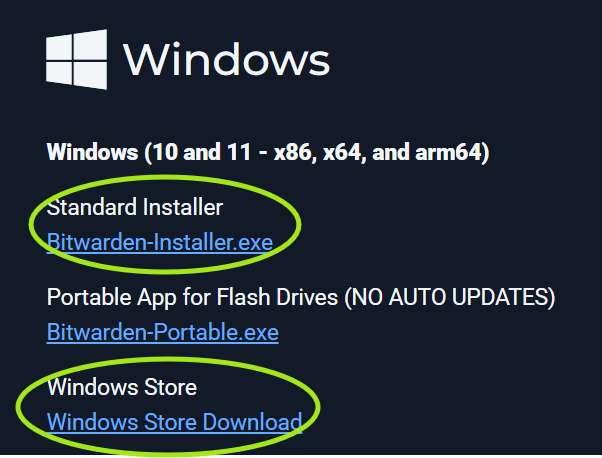 Windows
Windows (10 and 11 - x86, x64, and arm64)
Standard Installer
Bitwarden-Installer.exe
Portable App for Flash Drives (NO AUTO UPDATES)
Bitwarden-Portable.exe
Windows Store
Windows Store Download